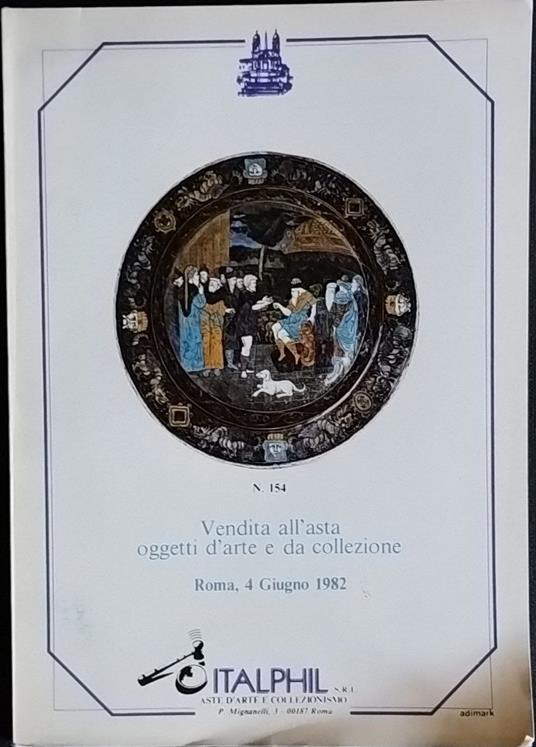 N. 154
Vendita all'asta
oggetti d'arte e da collezione
Roma, 4 Giugno 1982
ITALPHIL S.R.L.
ASTE D'ARTE E COLLEZIONISMO
P. Mignanelli, 3 - 00187 Roma
adimark